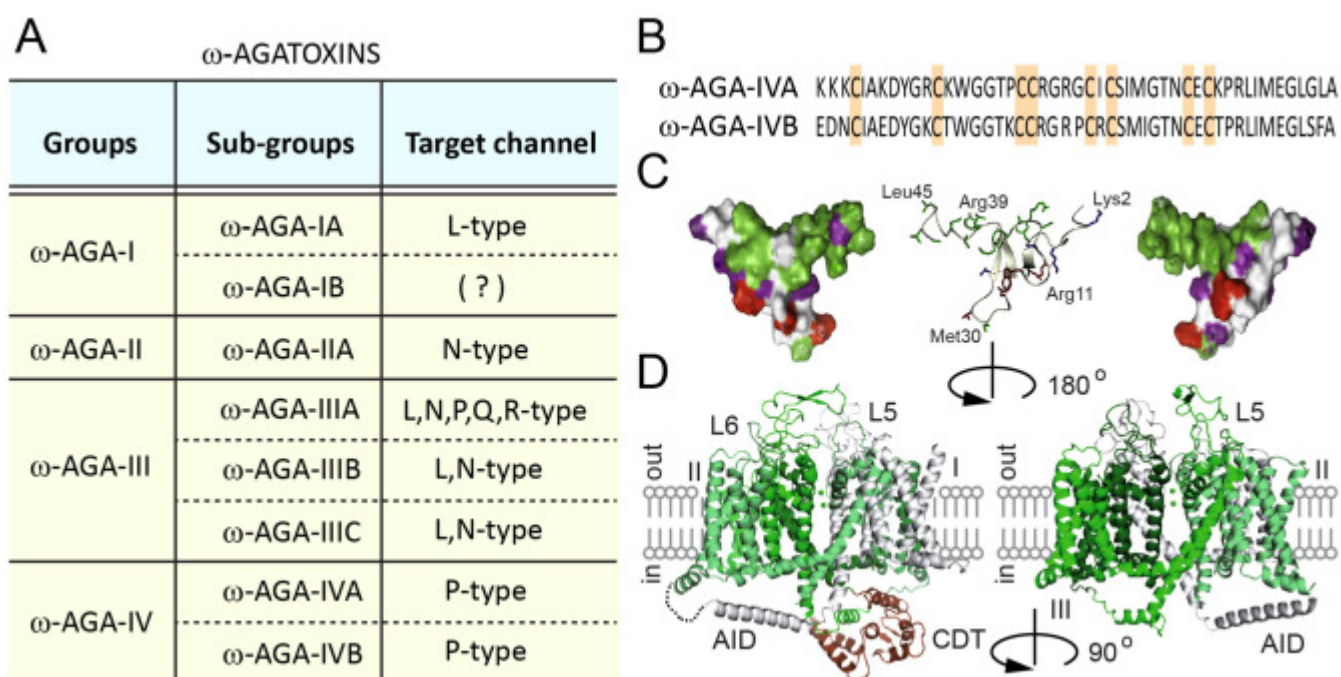 A
ω-AGATOXINS
Groups Sub-groups Target channel
ω-AGA-I
ω-AGA-IA L-type
ω-AGA-IB ( ? )
ω-AGA-II ω-AGA-IIA N-type
ω-AGA-III
ω-AGA-IIIA L,N,P,Q,R-type
ω-AGA-IIIB L,N-type
ω-AGA-IIIC L,N-type
ω-AGA-IV
ω-AGA-IVA P-type
ω-AGA-IVB P-type
B
ω-AGA-IVA KKKCIAKDYGRCKWGGTPCCRGRGCICSIMGTNCECKPRLIMEGLGLA
ω-AGA-IVB EDNCIAEDYGKCTWGGTKCCRGRPCRCSMIGTNCECTPRLIMEGLSFA
C
Leu45 Arg39 Lys2
Arg11
Met30
180 o
D
L6 L5 L5
out II I out II
in in
III
AID CDT AID
90 o